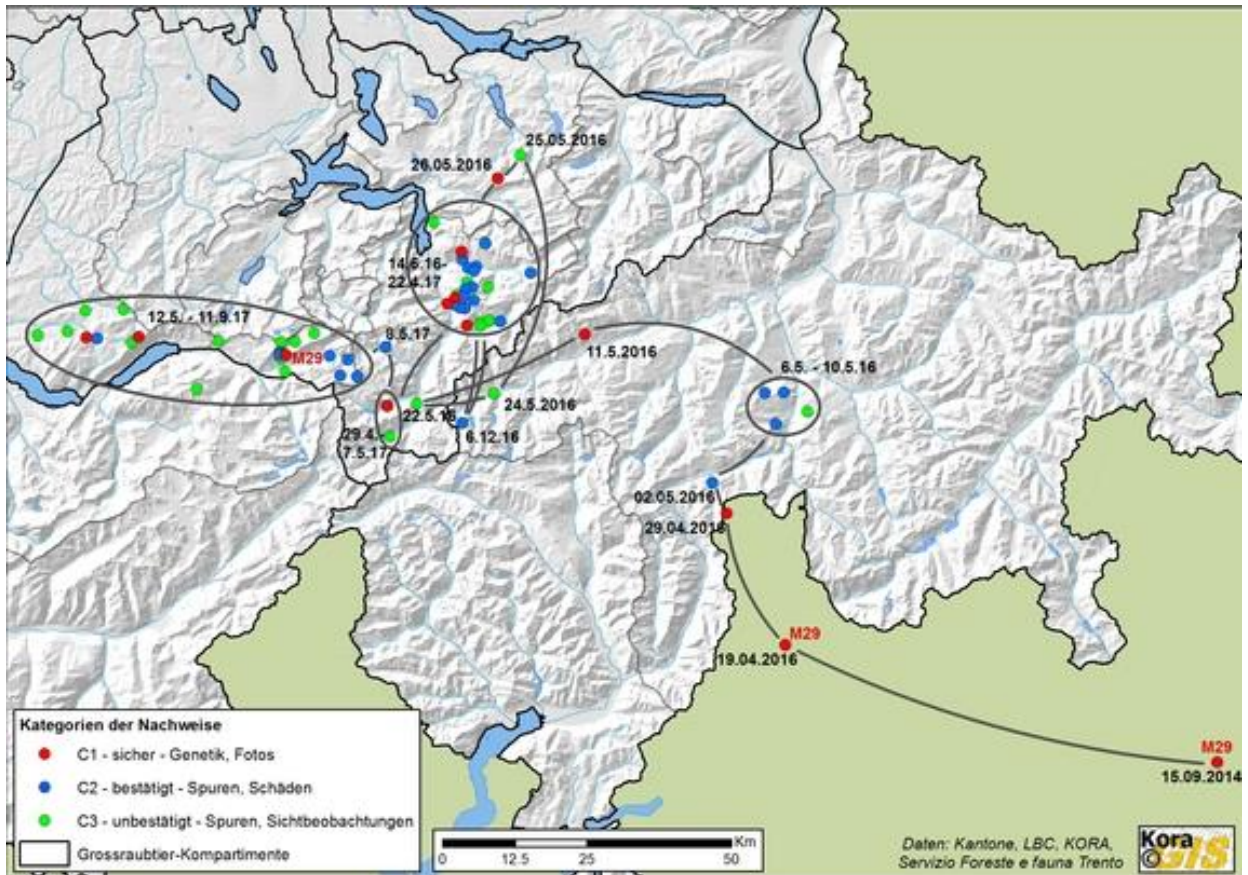 25.05.2016
26.05.2016
14.6.16-
22.4.17
12.5. - 11.9.17
M29
8.5.17
11.5.2016
6.5. - 10.5.16
22.5.16
24.5.2016
29.4.-
7.5.17
6.12.16
02.05.2016
29.04.2016
M29
19.04.2016
M29
15.09.2014
Kategorien der Nachweise
C1 - sicher - Genetik, Fotos
C2 - bestätigt - Spuren, Schäden
C3 - unbestätigt - Spuren, Sichtbeobachtungen
Grossraubtier-Kompartimente
Km
0 12.5 25 50
Daten: Kantone, LBC, KORA,
Servizio Foreste e fauna Trento
Kora
© GIS